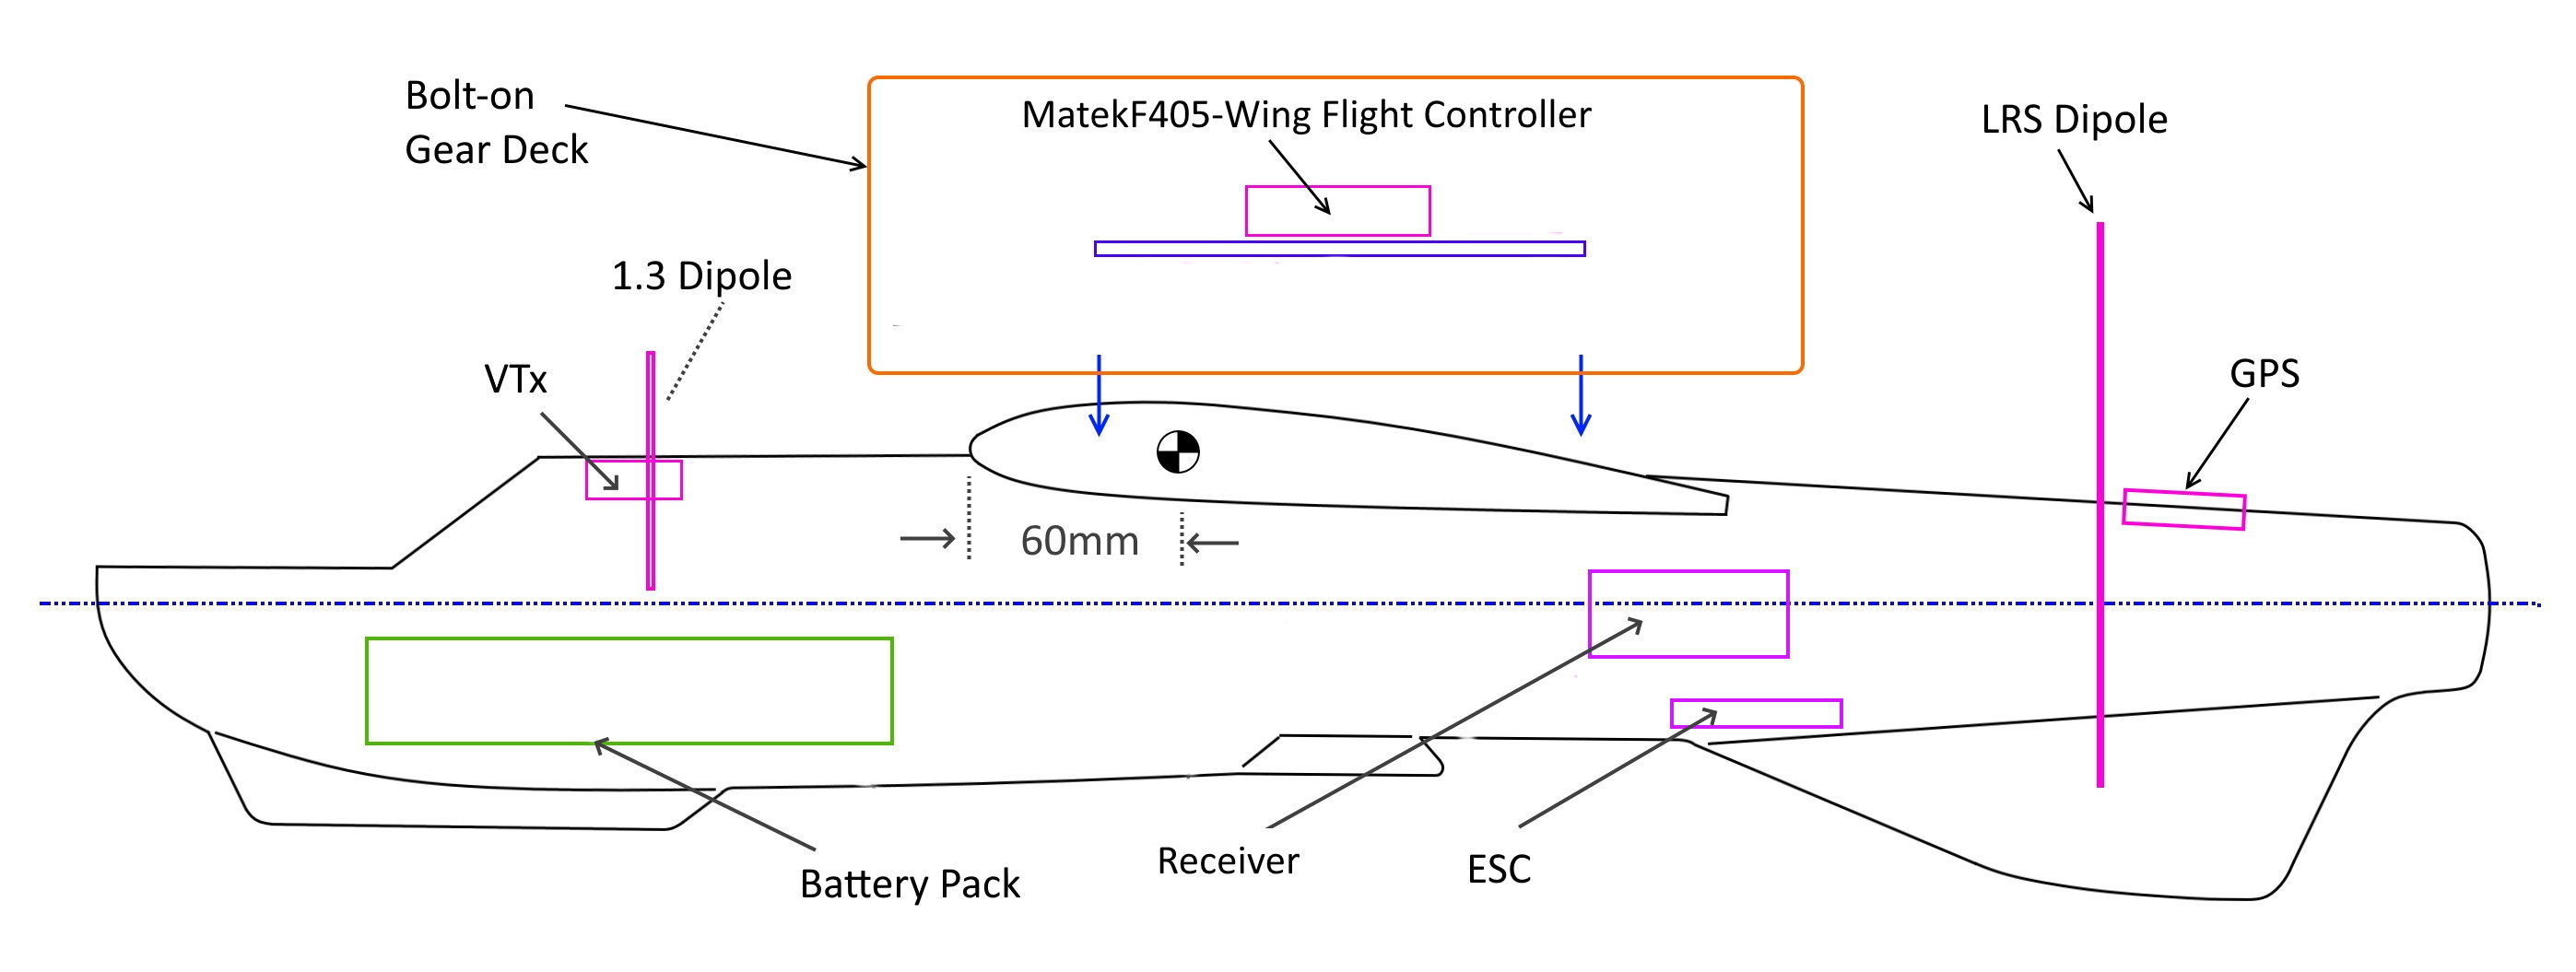 Bolt-on
Gear Deck
MatekF405-Wing Flight Controller
LRS Dipole
1.3 Dipole
VTx
GPS
60mm
Receiver
ESC
Battery Pack